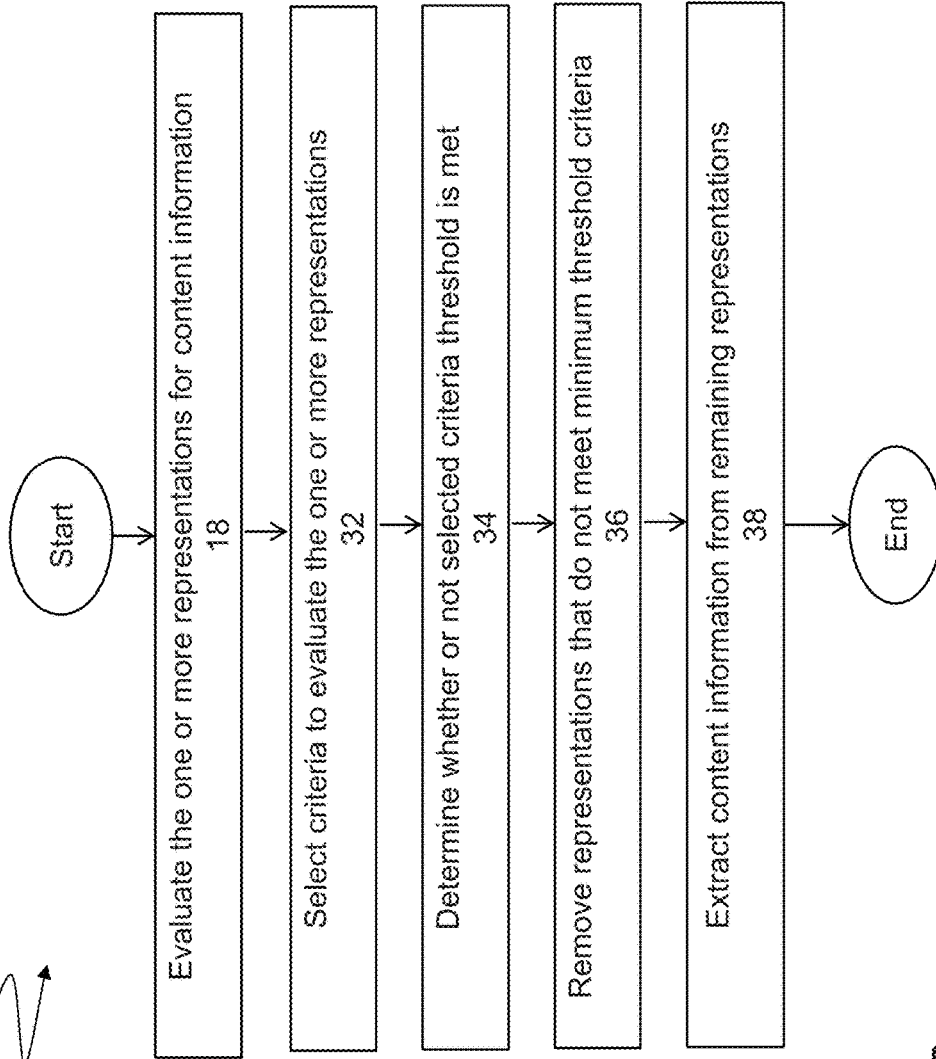 Start
Evaluate the one or more representations for content information
18
Select criteria to evaluate the one or more representations
32
Determine whether or not selected criteria threshold is met
34
Remove representations that do not meet minimum threshold criteria
36
Extract content information from remaining representations
38
End